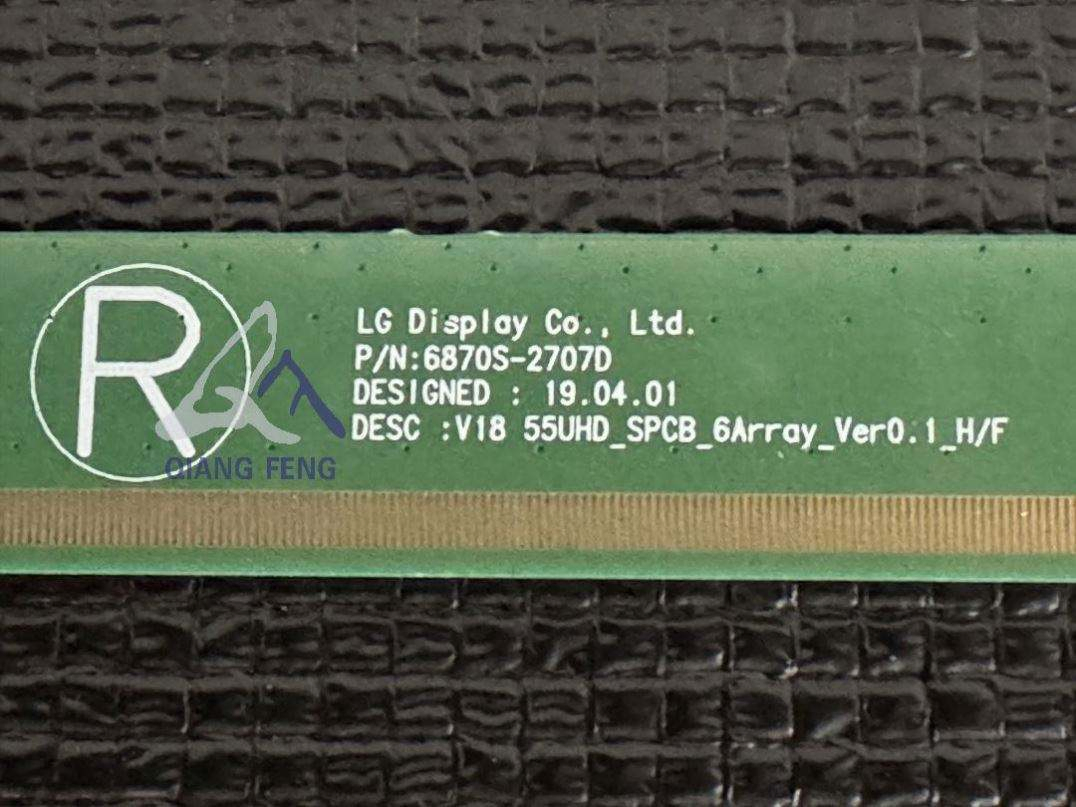 R
LG Display Co., Ltd.
P/N:6870S-2707D
DESIGNED : 19.04.01
DESC :V18 55UHD_SPCB_6Array_Ver0.1_H/F
QIANG FENG